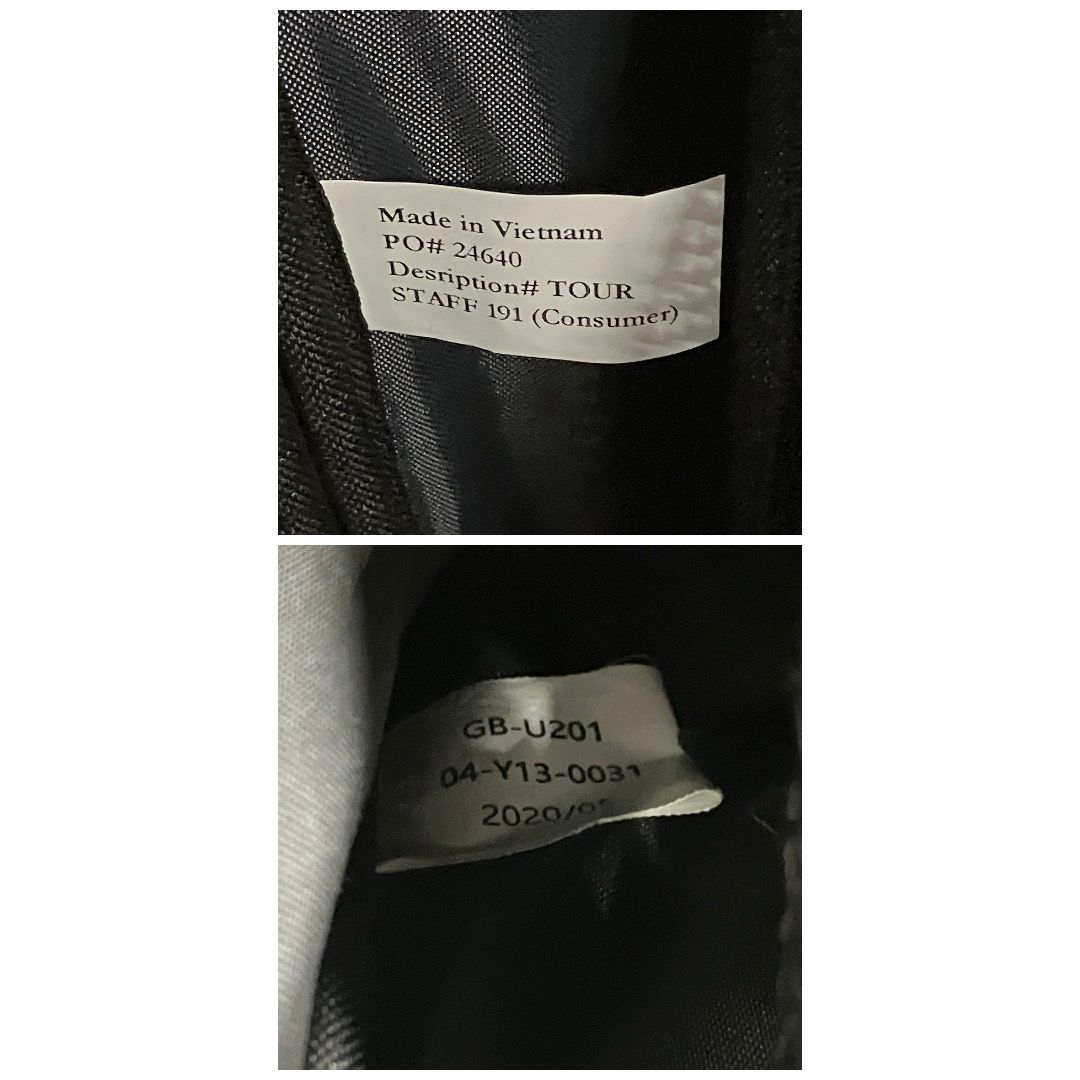 Made in Vietnam
PO# 24640
Desription# TOUR
STAFF 191 (Consumer)
GB-U201
04-Y13-0031